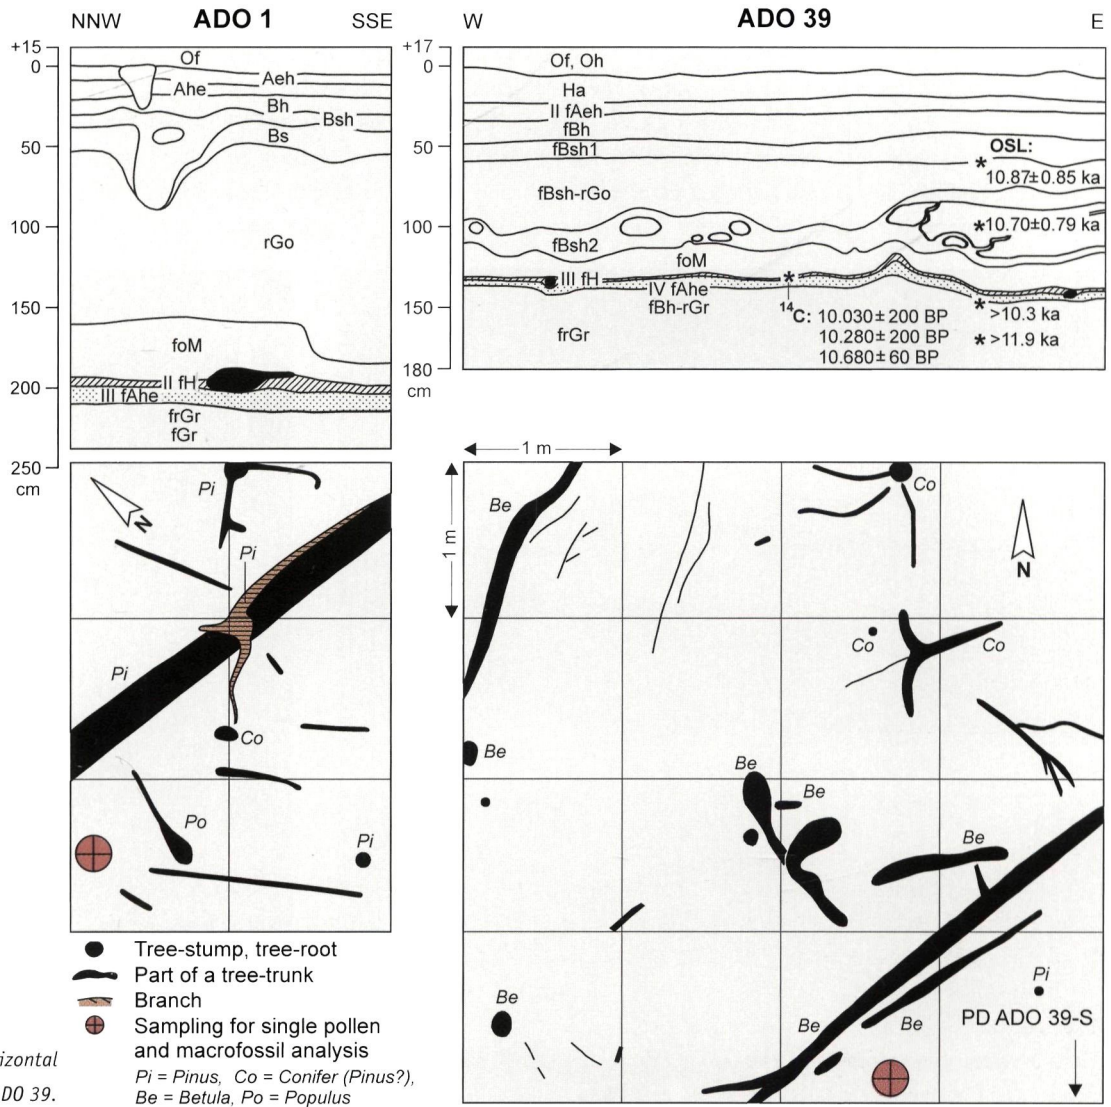 NNW ADO 1 SSE
+15
0
50
100
150
200
250
cm
Of
Aeh
Ahe
Bh
Bsh
Bs
rGo
foM
II fH
III fAhe
frGr
fGr
W ADO 39 E
+17
0
50
100
150
180
cm
Of, Oh
Ha
II fAeh
fBh
fBsh1
OSL:
* 10.87±0.85 ka
fBsh-rGo
* 10.70±0.79 ka
fBsh2
foM
III fH
*
IV fAhe
fBh-rGr
14C: 10.030±200 BP
10.280±200 BP
10.680±60 BP
* >10.3 ka
* >11.9 ka
frGr
N
Pi
Pi
Pi
Co
Po
Pi
1 m
1 m
Be
Co
N
Co
Co
Be
Be
Be
Be
Be
Pi
Be
Be
PD ADO 39-S
Tree-stump, tree-root
Part of a tree-trunk
Branch
Sampling for single pollen
and macrofossil analysis
Pi = Pinus, Co = Conifer (Pinus?),
Be = Betula, Po = Populus
rizontal
DO 39.